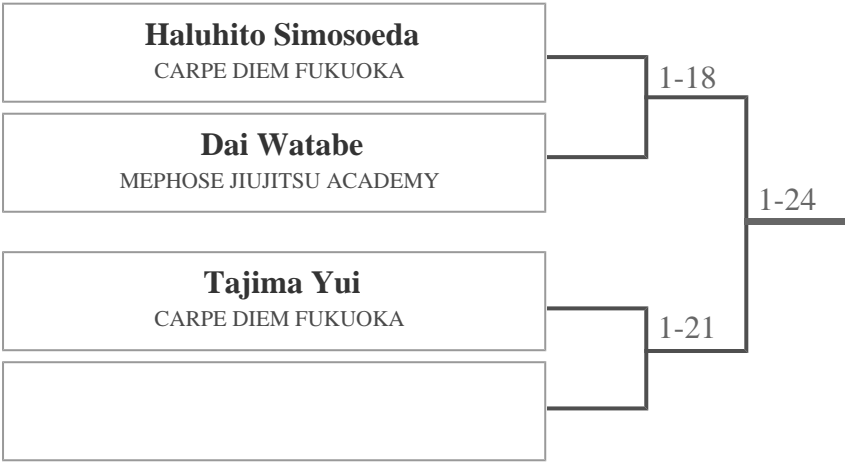 Haluhito Simosoeda
CARPE DIEM FUKUOKA
1-18
Dai Watabe
MEPHOSE JIUJITSU ACADEMY
1-24
Tajima Yui
CARPE DIEM FUKUOKA
1-21